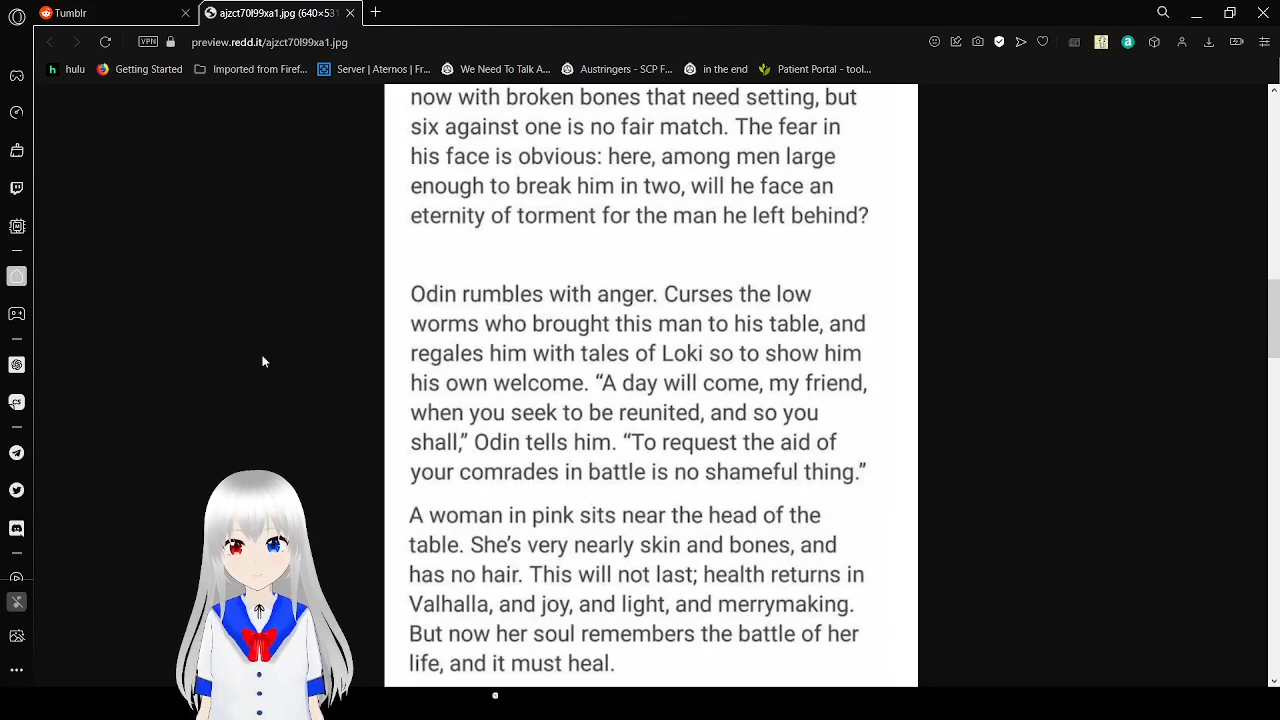 Tumblr
ajzct70l99xa1.jpg (640×531
VPN
preview.redd.it/ajzct70l99xa1.jpg
hulu
Getting Started
Imported from Firef...
Server | Aternos | Fr...
We Need To Talk A...
Austringers - SCP F...
in the end
Patient Portal - tool...
now with broken bones that need setting, but
six against one is no fair match. The fear in
his face is obvious: here, among men large
enough to break him in two, will he face an
eternity of torment for the man he left behind?
Odin rumbles with anger. Curses the low
worms who brought this man to his table, and
regales him with tales of Loki so to show him
his own welcome. “A day will come, my friend,
when you seek to be reunited, and so you
shall,” Odin tells him. “To request the aid of
your comrades in battle is no shameful thing.”
A woman in pink sits near the head of the
table. She’s very nearly skin and bones, and
has no hair. This will not last; health returns in
Valhalla, and joy, and light, and merrymaking.
But now her soul remembers the battle of her
life, and it must heal.